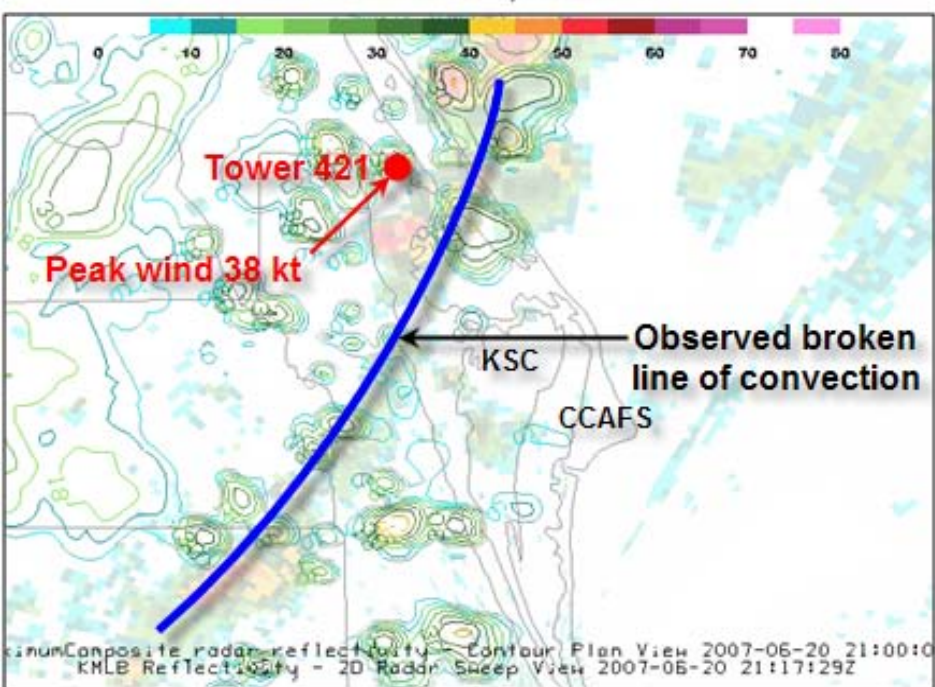 0 10 20 30 40 50 60 70 80
Tower 421
Peak wind 38 kt
Observed broken
line of convection
KSC
CCAFS
30
18
18
ximumComposite radar reflectivity - Contour Plan View 2007-06-20 21:00:0
KMLB Reflectivity - 2D Radar Sweep View 2007-06-20 21:17:29Z